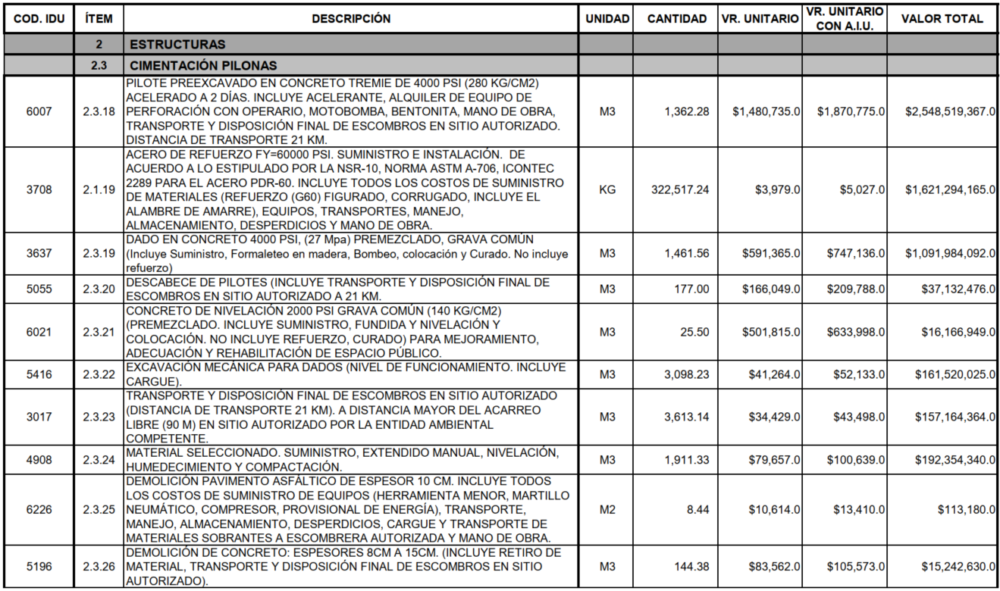 COD. IDU ÍTEM DESCRIPCIÓN UNIDAD CANTIDAD VR. UNITARIO VR. UNITARIO CON A.I.U. VALOR TOTAL
2 ESTRUCTURAS
2.3 CIMENTACIÓN PILONAS
PILOTE PREEXCAVADO EN CONCRETO TREMIE DE 4000 PSI (280 KG/CM2)
ACELERADO A 2 DÍAS. INCLUYE ACELERANTE, ALQUILER DE EQUIPO DE
6007 2.3.18 PERFORACIÓN CON OPERARIO, MOTOBOMBA, BENTONITA, MANO DE OBRA, M3 1,362.28 $1,480,735.0 $1,870,775.0 $2,548,519,367.0
TRANSPORTE Y DISPOSICIÓN FINAL DE ESCOMBROS EN SITIO AUTORIZADO.
DISTANCIA DE TRANSPORTE 21 KM.
ACERO DE REFUERZO FY=60000 PSI. SUMINISTRO E INSTALACIÓN. DE
ACUERDO A LO ESTIPULADO POR LA NSR-10, NORMA ASTM A-706, ICONTEC
2289 PARA EL ACERO PDR-60. INCLUYE TODOS LOS COSTOS DE SUMINISTRO
3708 2.1.19 DE MATERIALES (REFUERZO (G60) FIGURADO, CORRUGADO, INCLUYE EL KG 322,517.24 $3,979.0 $5,027.0 $1,621,294,165.0
ALAMBRE DE AMARRE), EQUIPOS, TRANSPORTES, MANEJO,
ALMACENAMIENTO, DESPERDICIOS Y MANO DE OBRA.
DADO EN CONCRETO 4000 PSI, (27 Mpa) PREMEZCLADO, GRAVA COMÚN
3637 2.3.19 (Incluye Suministro, Formaleteo en madera, Bombeo, colocación y Curado. No incluye M3 1,461.56 $591,365.0 $747,136.0 $1,091,984,092.0
refuerzo)
DESCABECE DE PILOTES (INCLUYE TRANSPORTE Y DISPOSICIÓN FINAL DE
5055 2.3.20 ESCOMBROS EN SITIO AUTORIZADO A 21 KM. M3 177.00 $166,049.0 $209,788.0 $37,132,476.0
CONCRETO DE NIVELACIÓN 2000 PSI GRAVA COMÚN (140 KG/CM2)
(PREMEZCLADO. INCLUYE SUMINISTRO, FUNDIDA Y NIVELACIÓN Y
6021 2.3.21 COLOCACIÓN. NO INCLUYE REFUERZO, CURADO) PARA MEJORAMIENTO, M3 25.50 $501,815.0 $633,998.0 $16,166,949.0
ADECUACIÓN Y REHABILITACIÓN DE ESPACIO PÚBLICO.
EXCAVACIÓN MECÁNICA PARA DADOS (NIVEL DE FUNCIONAMIENTO. INCLUYE
5416 2.3.22 CARGUE). M3 3,098.23 $41,264.0 $52,133.0 $161,520,025.0
TRANSPORTE Y DISPOSICIÓN FINAL DE ESCOMBROS EN SITIO AUTORIZADO
(DISTANCIA DE TRANSPORTE 21 KM). A DISTANCIA MAYOR DEL ACARREO
3017 2.3.23 LIBRE (90 M) EN SITIO AUTORIZADO POR LA ENTIDAD AMBIENTAL M3 3,613.14 $34,429.0 $43,498.0 $157,164,364.0
COMPETENTE.
MATERIAL SELECCIONADO. SUMINISTRO, EXTENDIDO MANUAL, NIVELACIÓN,
4908 2.3.24 HUMEDECIMIENTO Y COMPACTACIÓN. M3 1,911.33 $79,657.0 $100,639.0 $192,354,340.0
DEMOLICIÓN PAVIMENTO ASFÁLTICO DE ESPESOR 10 CM. INCLUYE TODOS
LOS COSTOS DE SUMINISTRO DE EQUIPOS (HERRAMIENTA MENOR, MARTILLO
6226 2.3.25 NEUMÁTICO, COMPRESOR, PROVISIONAL DE ENERGÍA), TRANSPORTE, M2 8.44 $10,614.0 $13,410.0 $113,180.0
MANEJO, ALMACENAMIENTO, DESPERDICIOS, CARGUE Y TRANSPORTE DE
MATERIALES SOBRANTES A ESCOMBRERA AUTORIZADA Y MANO DE OBRA.
DEMOLICIÓN DE CONCRETO: ESPESORES 8CM A 15CM. (INCLUYE RETIRO DE
5196 2.3.26 MATERIAL, TRANSPORTE Y DISPOSICIÓN FINAL DE ESCOMBROS EN SITIO M3 144.38 $83,562.0 $105,573.0 $15,242,630.0
AUTORIZADO).